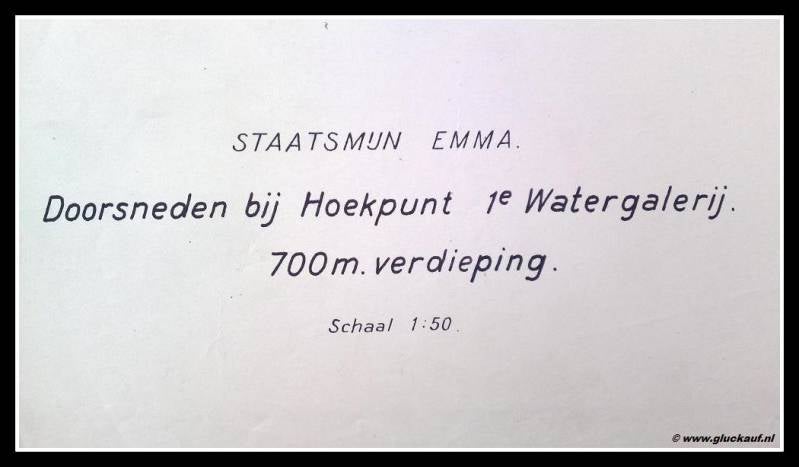 STAATSMIJN EMMA.
Doorsneden bij Hoekpunt 1e Watergalerij.
700m. verdieping.
Schaal 1:50.
© www.gluckauf.nl